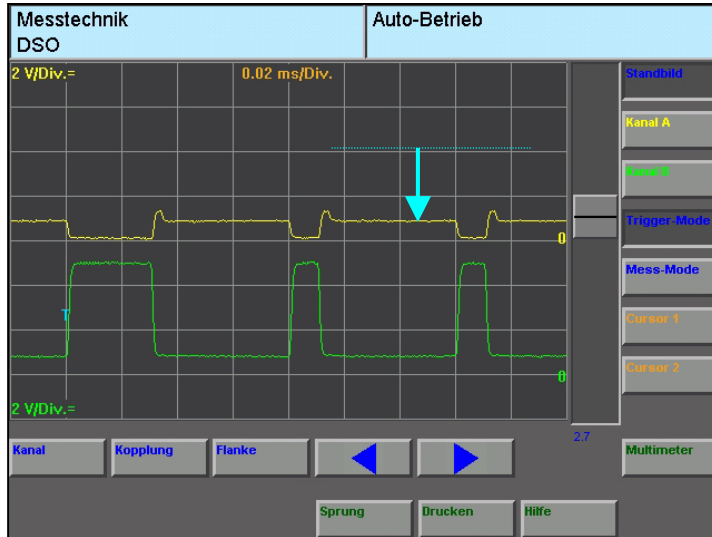 Messtechnik
DSO
Auto-Betrieb
2 V/Div.=
0.02 ms/Div.
0
T
0
2 V/Div.=
Standbild
Kanal A
Kanal B
Trigger-Mode
Mess-Mode
Cursor 1
Cursor 2
2.7
Kanal
Kopplung
Flanke
Multimeter
Sprung
Drucken
Hilfe